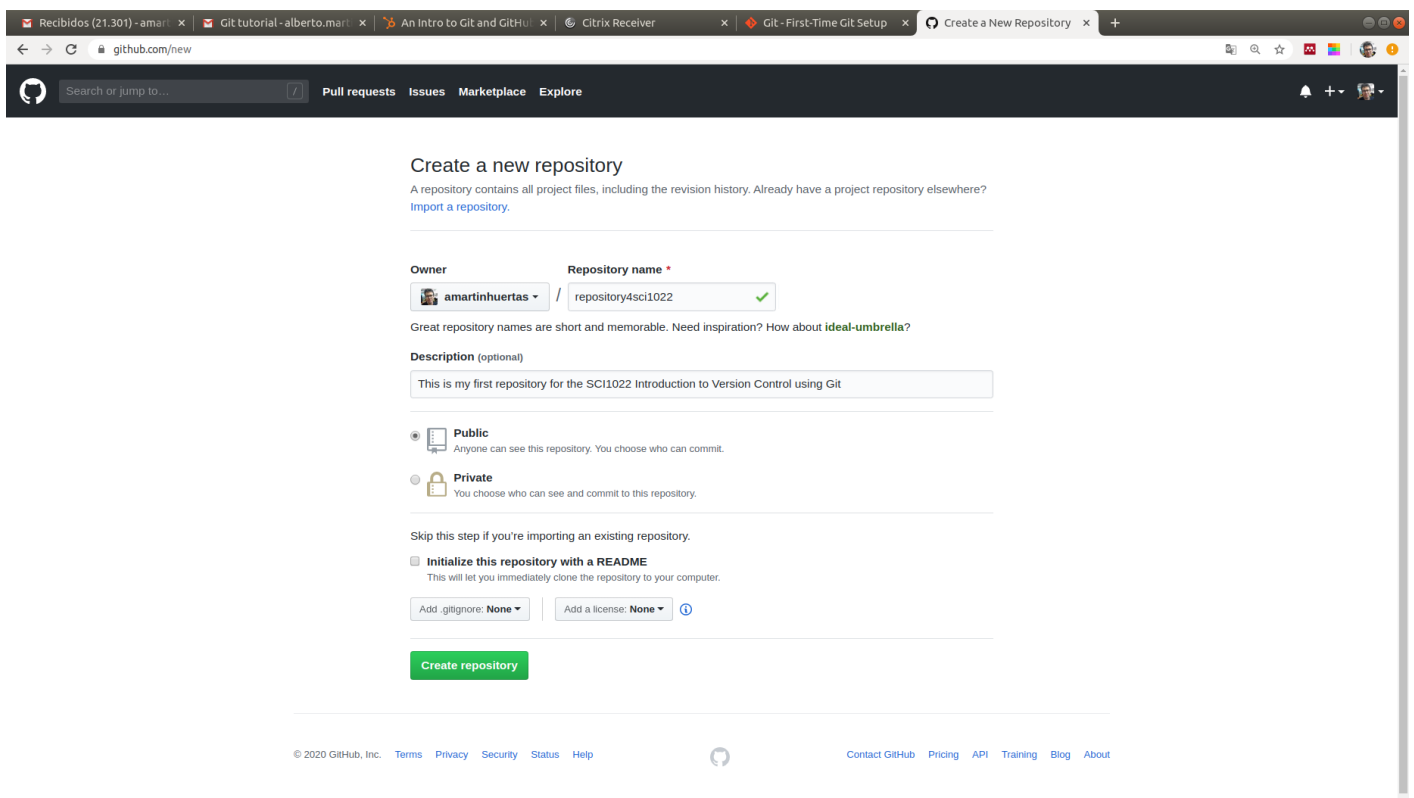 Recibidos (21.301) - amart
Git tutorial - alberto.mart
An Intro to Git and GitHu
Citrix Receiver
Git - First-Time Git Setup
Create a New Repository
github.com/new
Search or jump to…
/
Pull requests Issues Marketplace Explore
Create a new repository
A repository contains all project files, including the revision history. Already have a project repository elsewhere?
Import a repository.
Owner Repository name *
amartinhuertas / repository4sci1022
Great repository names are short and memorable. Need inspiration? How about ideal-umbrella?
Description (optional)
This is my first repository for the SCI1022 Introduction to Version Control using Git
Public
Anyone can see this repository. You choose who can commit.
Private
You choose who can see and commit to this repository.
Skip this step if you're importing an existing repository.
Initialize this repository with a README
This will let you immediately clone the repository to your computer.
Add .gitignore: None Add a license: None
Create repository
© 2020 GitHub, Inc. Terms Privacy Security Status Help Contact GitHub Pricing API Training Blog About